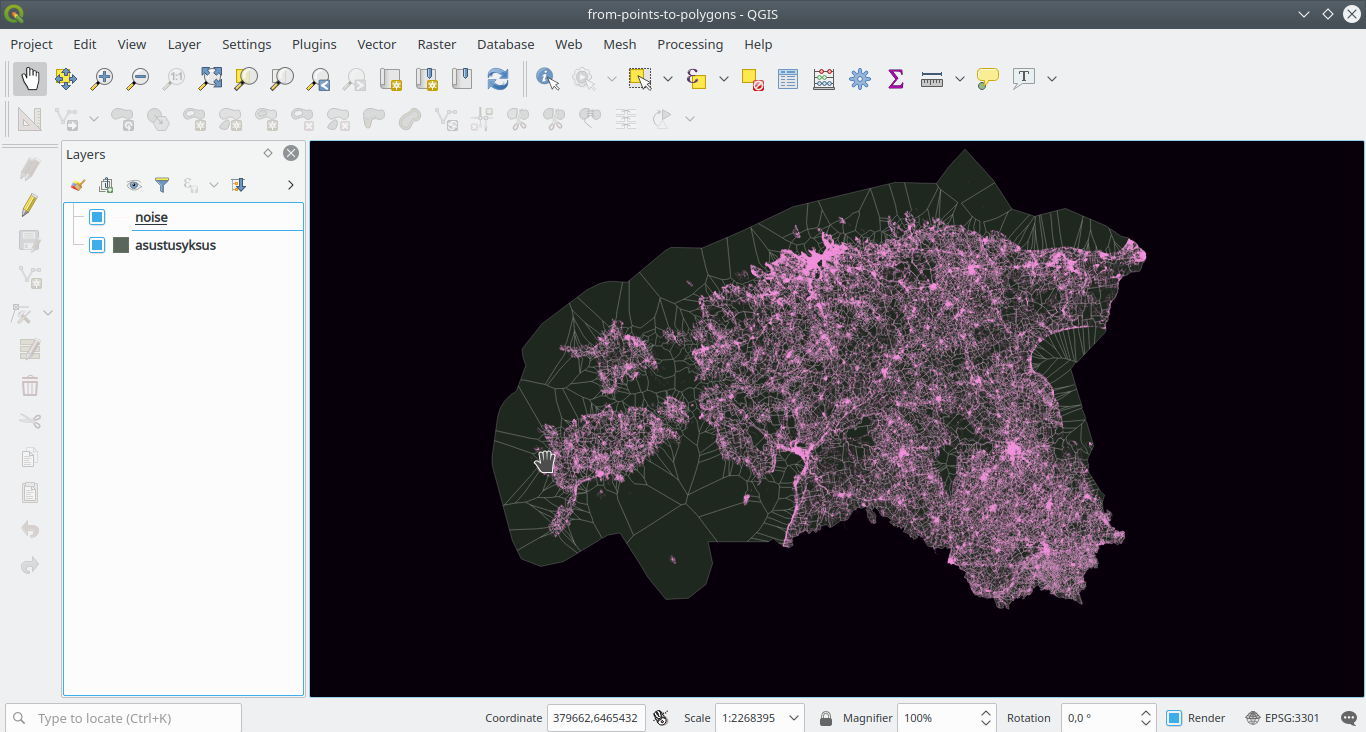 from-points-to-polygons - QGIS
Project Edit View Layer Settings Plugins Vector Raster Database Web Mesh Processing Help
1:1
T
Layers
noise
asustusyksus
Type to locate (Ctrl+K) Coordinate 379662,6465432 Scale 1:2268395 Magnifier 100% Rotation 0,0 ° Render EPSG:3301